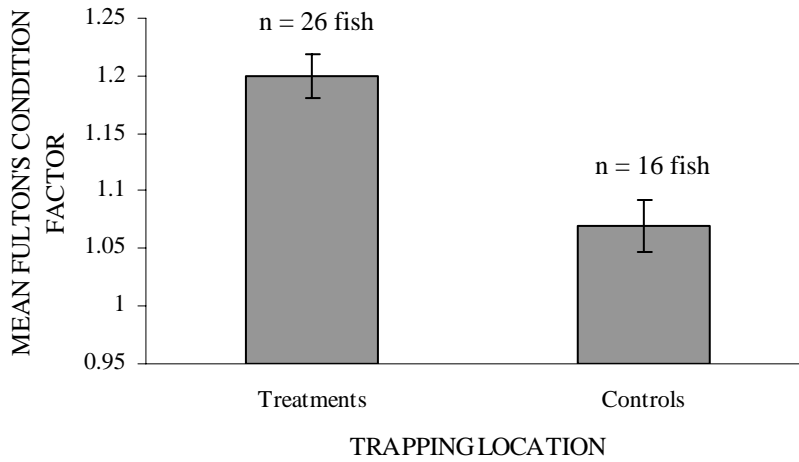 MEAN FULTON'S CONDITION
FACTOR
1.25
1.2
1.15
1.1
1.05
1
0.95
n = 26 fish
n = 16 fish
Treatments
Controls
TRAPPING LOCATION